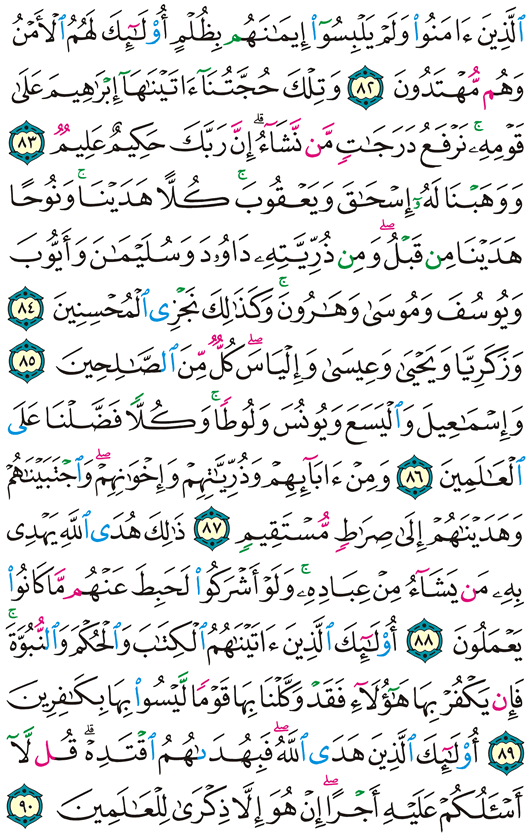 ٱلَّذِينَ ءَامَنُوا۟ وَلَمْ يَلْبِسُوٓا۟ إِيمَـٰنَهُم بِظُلْمٍ أُو۟لَـٰٓئِكَ لَهُمُ ٱلْأَمْنُ
وَهُم مُّهْتَدُونَ ٨٢ وَتِلْكَ حُجَّتُنَآ ءَاتَيْنَـٰهَآ إِبْرَٰهِيمَ عَلَىٰ
قَوْمِهِۦ ۚ نَرْفَعُ دَرَجَـٰتٍ مَّن نَّشَآءُ ۗ إِنَّ رَبَّكَ حَكِيمٌ عَلِيمٌ ٨٣
وَوَهَبْنَا لَهُۥٓ إِسْحَـٰقَ وَيَعْقُوبَ ۚ كُلًّا هَدَيْنَا ۚ وَنُوحًا
هَدَيْنَا مِن قَبْلُ ۖ وَمِن ذُرِّيَّتِهِۦ دَاوُۥدَ وَسُلَيْمَـٰنَ وَأَيُّوبَ
وَيُوسُفَ وَمُوسَىٰ وَهَـٰرُونَ ۚ وَكَذَٰلِكَ نَجْزِى ٱلْمُحْسِنِينَ ٨٤
وَزَكَرِيَّا وَيَحْيَىٰ وَعِيسَىٰ وَإِلْيَاسَ ۖ كُلٌّ مِّنَ ٱلصَّـٰلِحِينَ ٨٥
وَإِسْمَـٰعِيلَ وَٱلْيَسَعَ وَيُونُسَ وَلُوطًا ۚ وَكُلًّا فَضَّلْنَا عَلَى
ٱلْعَـٰلَمِينَ ٨٦ وَمِنْ ءَابَآئِهِمْ وَذُرِّيَّـٰتِهِمْ وَإِخْوَٰنِهِمْ ۖ وَٱجْتَبَيْنَـٰهُمْ
وَهَدَيْنَـٰهُمْ إِلَىٰ صِرَٰطٍ مُّسْتَقِيمٍ ٨٧ ذَٰلِكَ هُدَى ٱللَّهِ يَهْدِى
بِهِۦ مَن يَشَآءُ مِنْ عِبَادِهِۦ ۚ وَلَوْ أَشْرَكُوا۟ لَحَبِطَ عَنْهُم مَّا كَانُوا۟
يَعْمَلُونَ ٨٨ أُو۟لَـٰٓئِكَ ٱلَّذِينَ ءَاتَيْنَـٰهُمُ ٱلْكِتَـٰبَ وَٱلْحُكْمَ وَٱلنُّبُوَّةَ ۚ
فَإِن يَكْفُرْ بِهَا هَـٰٓؤُلَآءِ فَقَدْ وَكَّلْنَا بِهَا قَوْمًا لَّيْسُوا۟ بِهَا بِكَـٰفِرِينَ
٨٩ أُو۟لَـٰٓئِكَ ٱلَّذِينَ هَدَى ٱللَّهُ ۖ فَبِهُدَىٰهُمُ ٱقْتَدِهْ ۗ قُل لَّآ
أَسْـَٔلُكُمْ عَلَيْهِ أَجْرًا ۖ إِنْ هُوَ إِلَّا ذِكْرَىٰ لِلْعَـٰلَمِينَ ٩٠